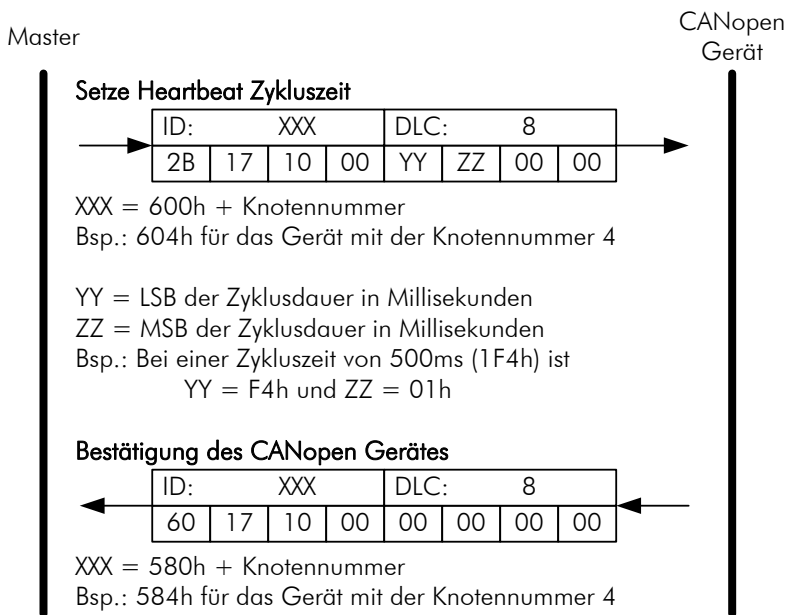 Master
CANopen
Gerät
Setze Heartbeat Zykluszeit
ID: XXX DLC: 8
2B 17 10 00 YY ZZ 00 00
XXX = 600h + Knotennummer
Bsp.: 604h für das Gerät mit der Knotennummer 4
YY = LSB der Zyklusdauer in Millisekunden
ZZ = MSB der Zyklusdauer in Millisekunden
Bsp.: Bei einer Zykluszeit von 500ms (1F4h) ist
YY = F4h und ZZ = 01h
Bestätigung des CANopen Gerätes
ID: XXX DLC: 8
60 17 10 00 00 00 00 00
XXX = 580h + Knotennummer
Bsp.: 584h für das Gerät mit der Knotennummer 4